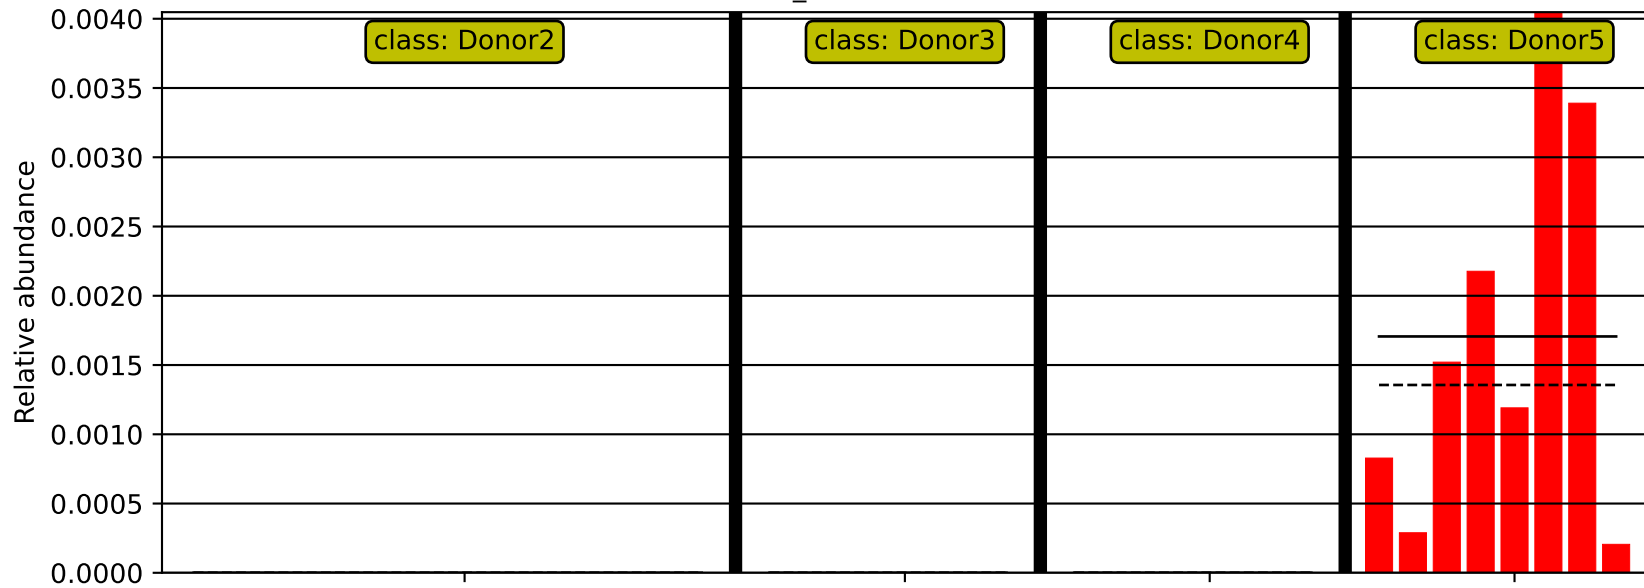 0.0040
0.0035
0.0030
0.0025
0.0020
0.0015
0.0010
0.0005
0.0000
Relative abundance
class: Donor2
class: Donor3
class: Donor4
class: Donor5